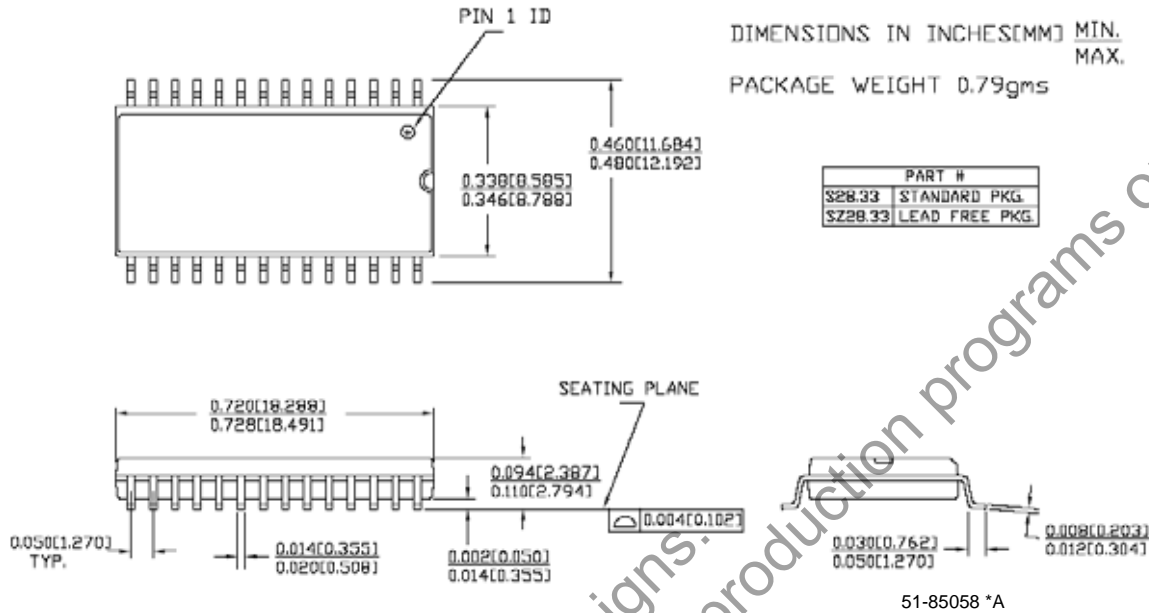 PIN 1 ID
DIMENSIONS IN INCHES[MM] MIN.
MAX.
PACKAGE WEIGHT 0.79gms
0.460[11.684]
0.480[12.192]
0.338[8.585]
0.346[8.788]
PART #
S28.33 STANDARD PKG.
SZ28.33 LEAD FREE PKG.
SEATING PLANE
0.720[18.288]
0.728[18.491]
0.094[2.387]
0.110[2.794]
0.004[0.102]
0.050[1.270]
TYP.
0.014[0.355]
0.020[0.508]
0.002[0.050]
0.014[0.355]
0.030[0.762]
0.050[1.270]
0.008[0.203]
0.012[0.304]
51-85058 *A
igns.
production programs o